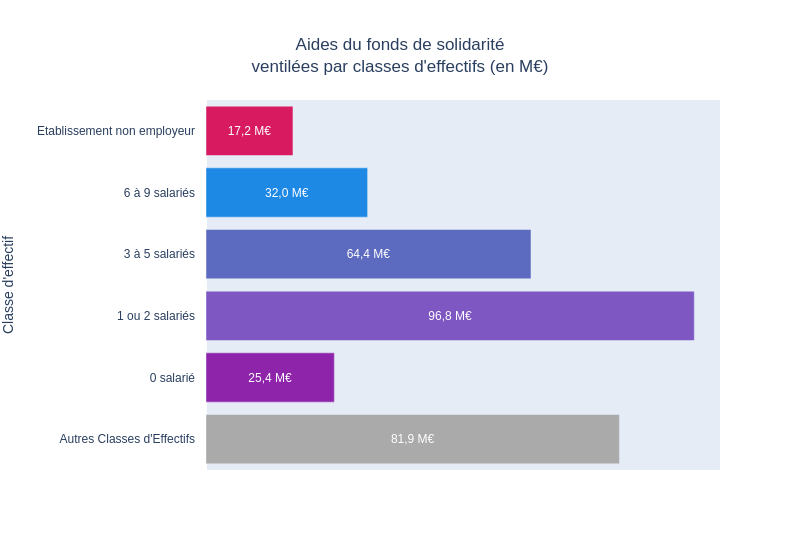 Aides du fonds de solidarité
ventilées par classes d'effectifs (en M€)
Classe d'effectif
Etablissement non employeur
17,2 M€
6 à 9 salariés
32,0 M€
3 à 5 salariés
64,4 M€
1 ou 2 salariés
96,8 M€
0 salarié
25,4 M€
Autres Classes d'Effectifs
81,9 M€